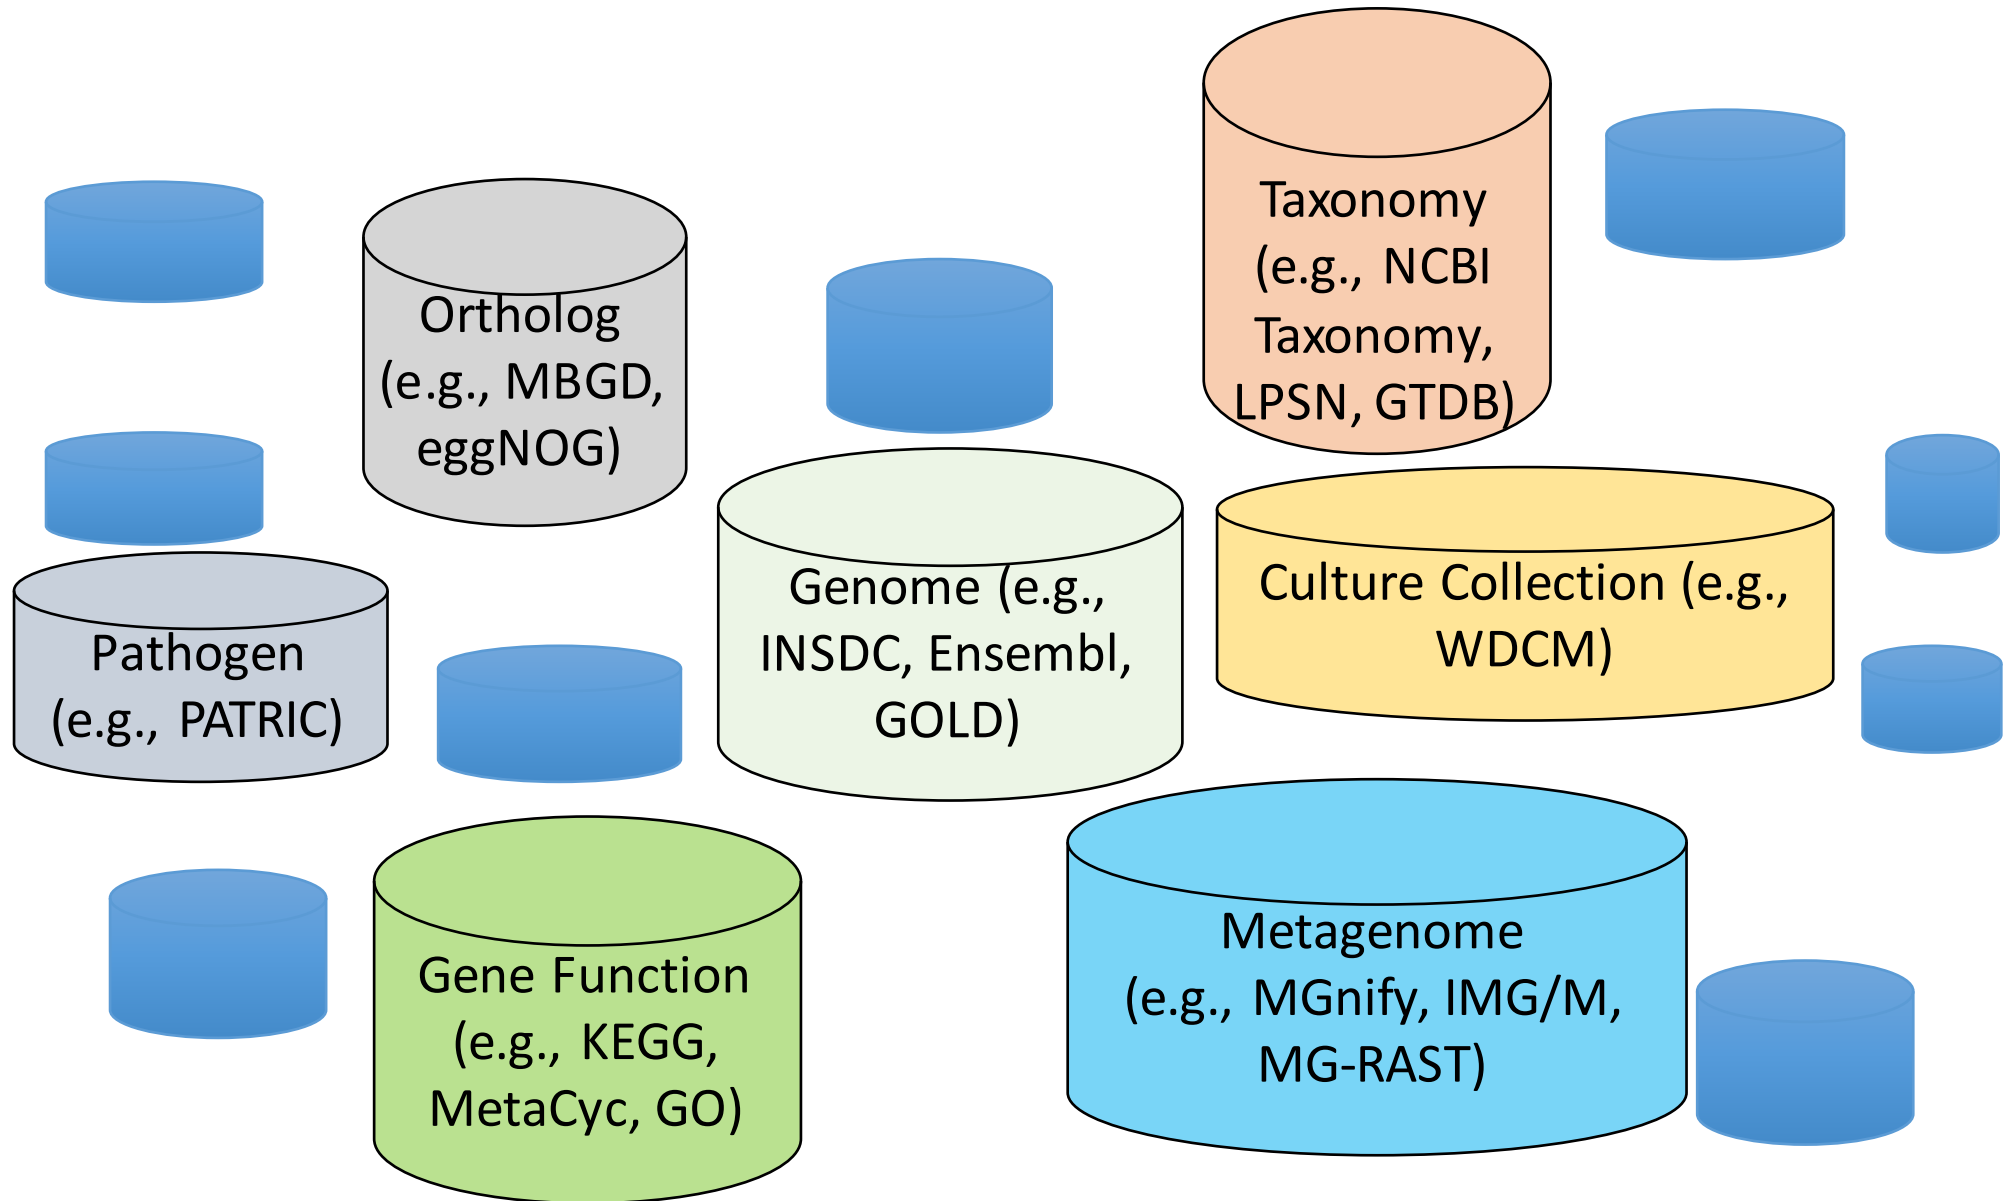 Taxonomy
(e.g., NCBI
Taxonomy,
LPSN, GTDB)
Ortholog
(e.g., MBGD,
eggNOG)
Genome (e.g.,
INSDC, Ensembl,
GOLD)
Culture Collection (e.g.,
WDCM)
Pathogen
(e.g., PATRIC)
Gene Function
(e.g., KEGG,
MetaCyc, GO)
Metagenome
(e.g., MGnify, IMG/M,
MG-RAST)